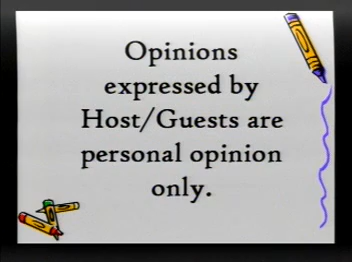 Opinions
expressed by
Host/Guests are
personal opinion
only.